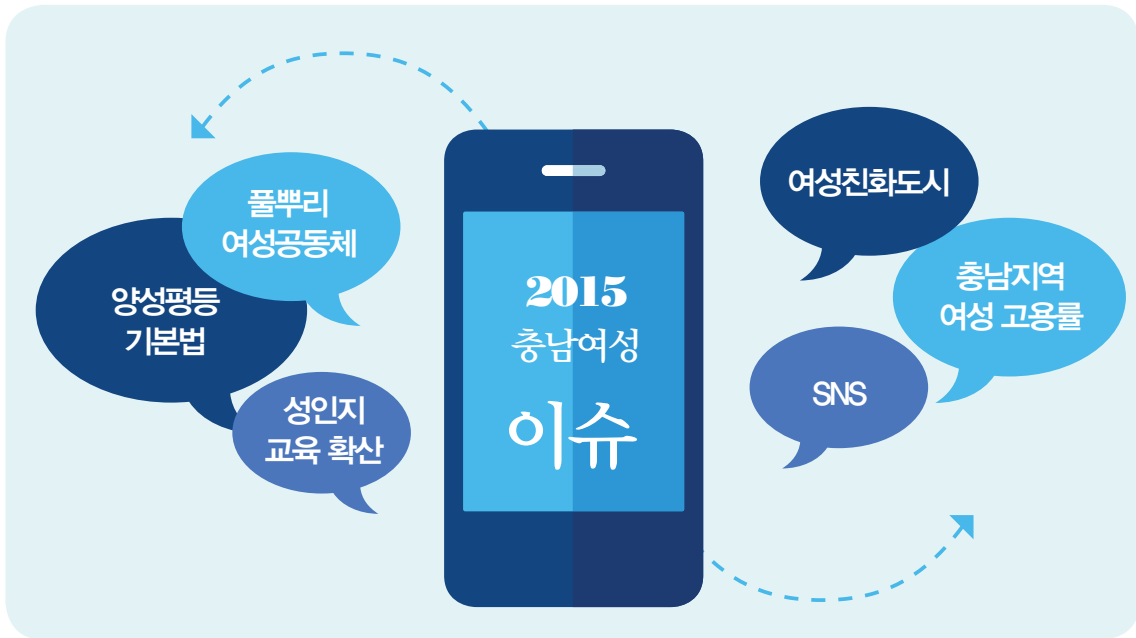 풀뿌리
여성공동체
양성평등
기본법
성인지
교육 확산
2015
충남여성
이슈
여성친화도시
충남지역
여성 고용률
SNS